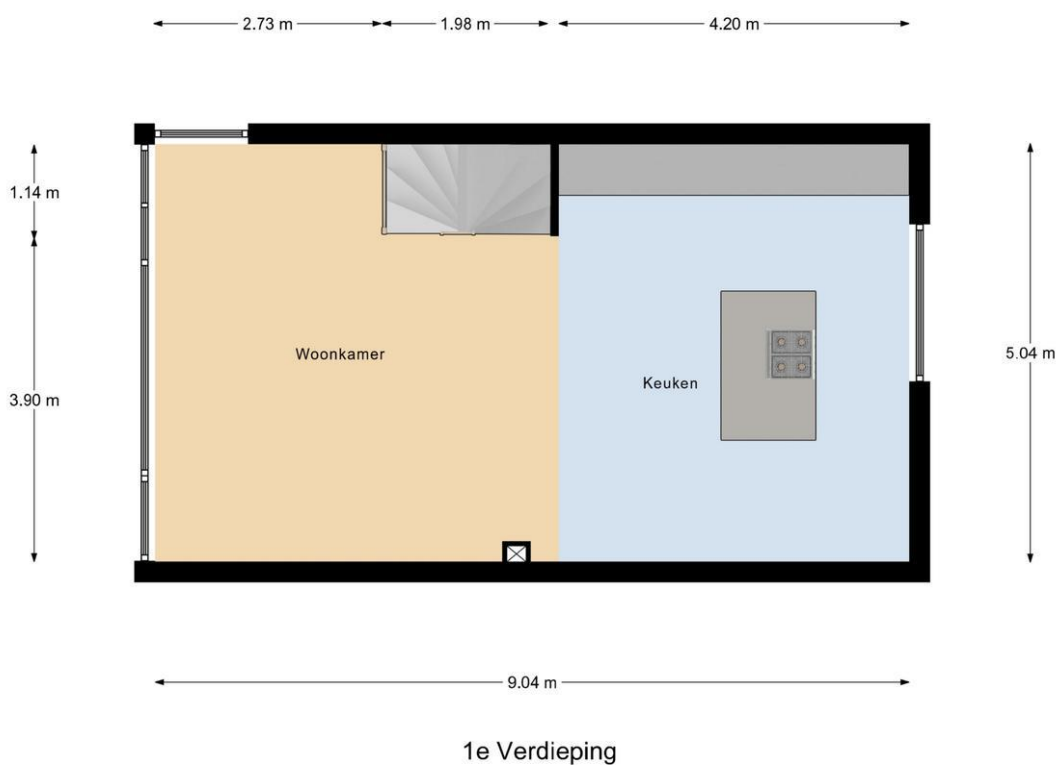 2.73 m
1.98 m
4.20 m
1.14 m
3.90 m
Woonkamer
Keuken
5.04 m
9.04 m
1e Verdieping